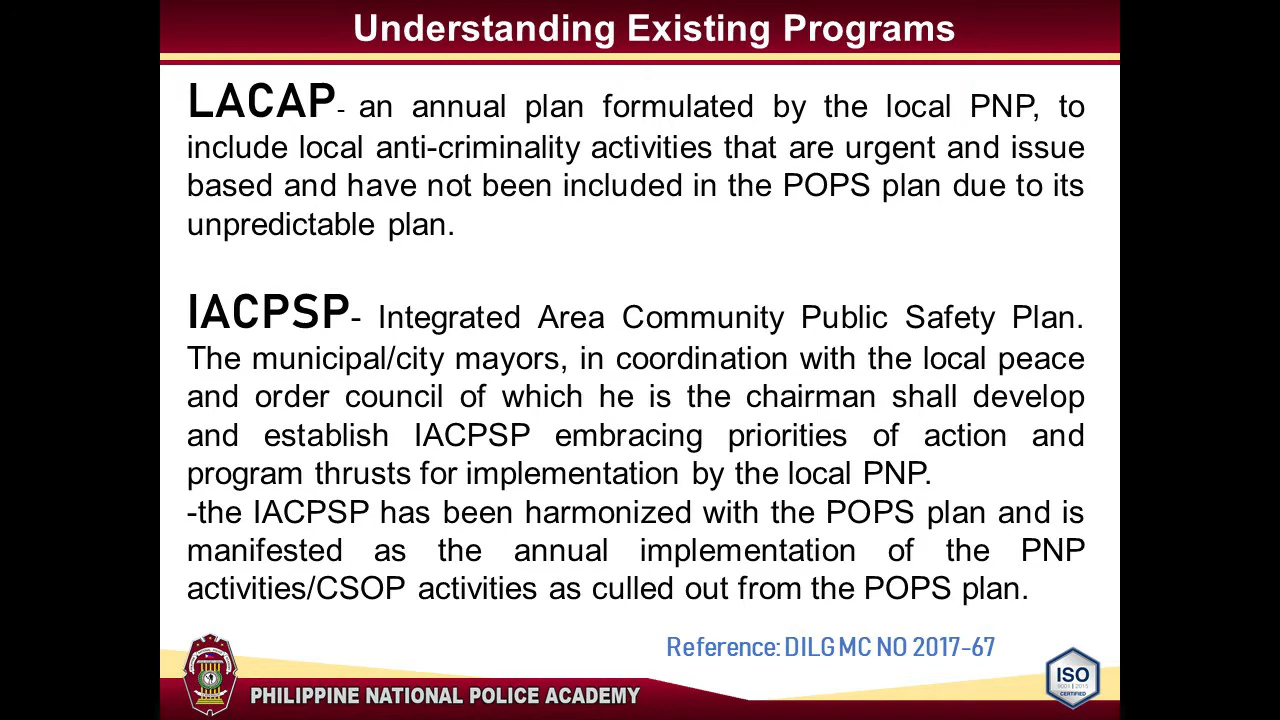 Understanding Existing Programs
LACAP- an annual plan formulated by the local PNP, to
include local anti-criminality activities that are urgent and issue
based and have not been included in the POPS plan due to its
unpredictable plan.
IACPSP- Integrated Area Community Public Safety Plan.
The municipal/city mayors, in coordination with the local peace
and order council of which he is the chairman shall develop
and establish IACPSP embracing priorities of action and
program thrusts for implementation by the local PNP.
-the IACPSP has been harmonized with the POPS plan and is
manifested as the annual implementation of the PNP
activities/CSOP activities as culled out from the POPS plan.
Reference: DILG MC NO 2017-67
PHILIPPINE NATIONAL POLICE ACADEMY
ISO
9001 | 2015
CERTIFIED